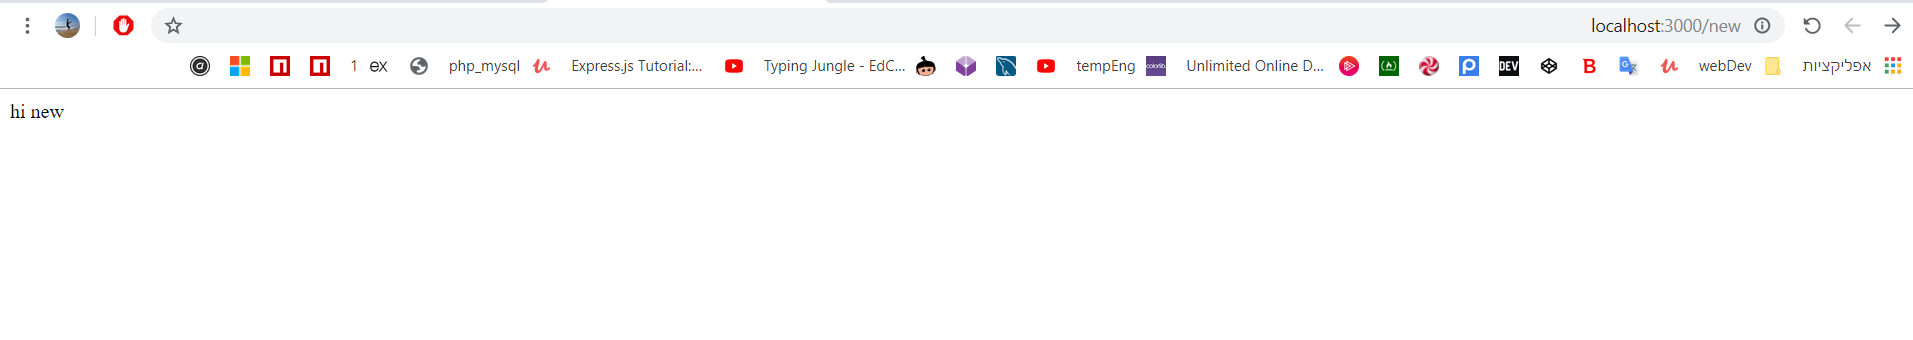 localhost:3000/new
אפליקציות webDev Unlimited Online D... colorlib tempEng Typing Jungle - EdC... Express.js Tutorial:... php_mysql ex 1
hi new